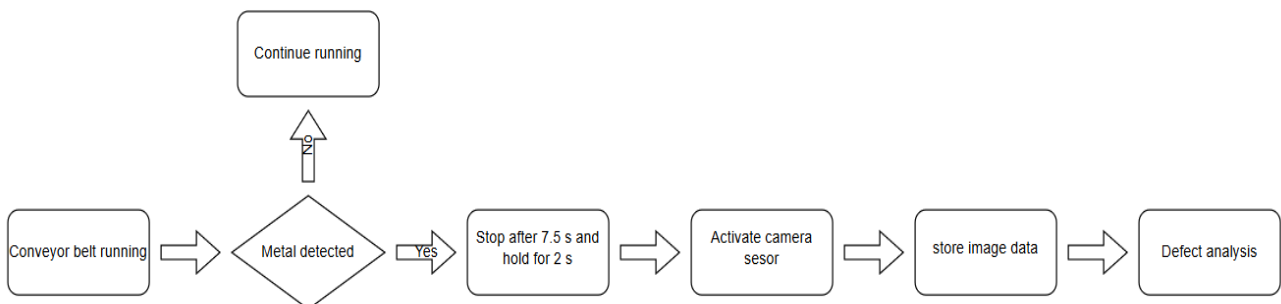 Continue running
No
Conveyor belt running
Metal detected
Yes
Stop after 7.5 s and
hold for 2 s
Activate camera
sesor
store image data
Defect analysis